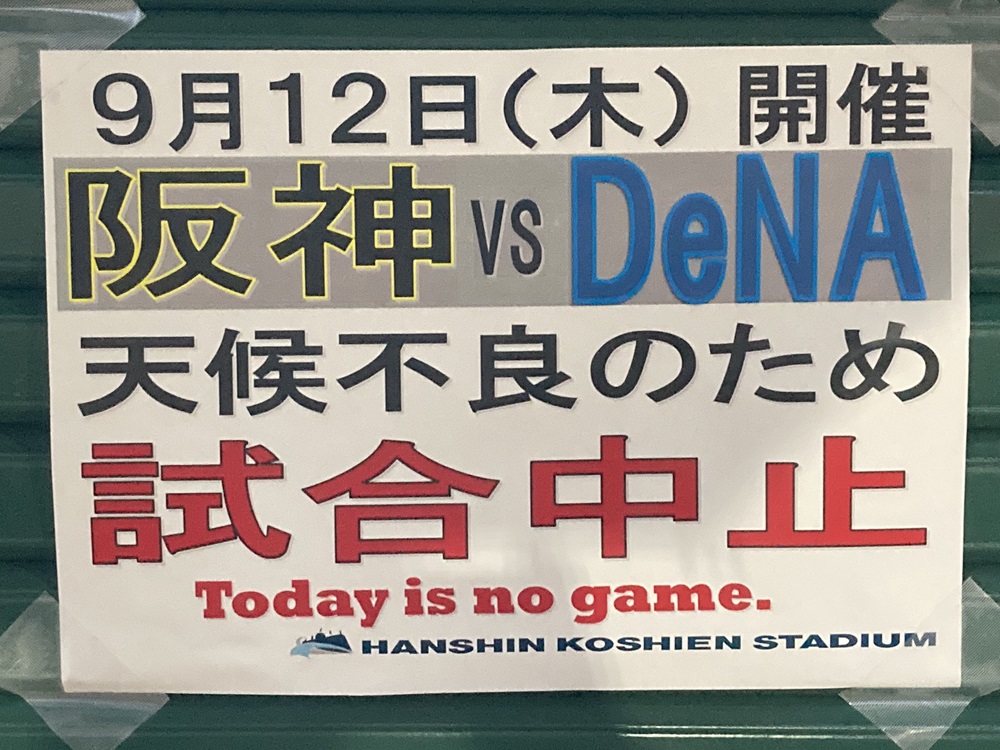 9月12日(木) 開催
阪神 VS DeNA
天候不良のため
試合中止
Today is no game.
HANSHIN KOSHIEN STADIUM